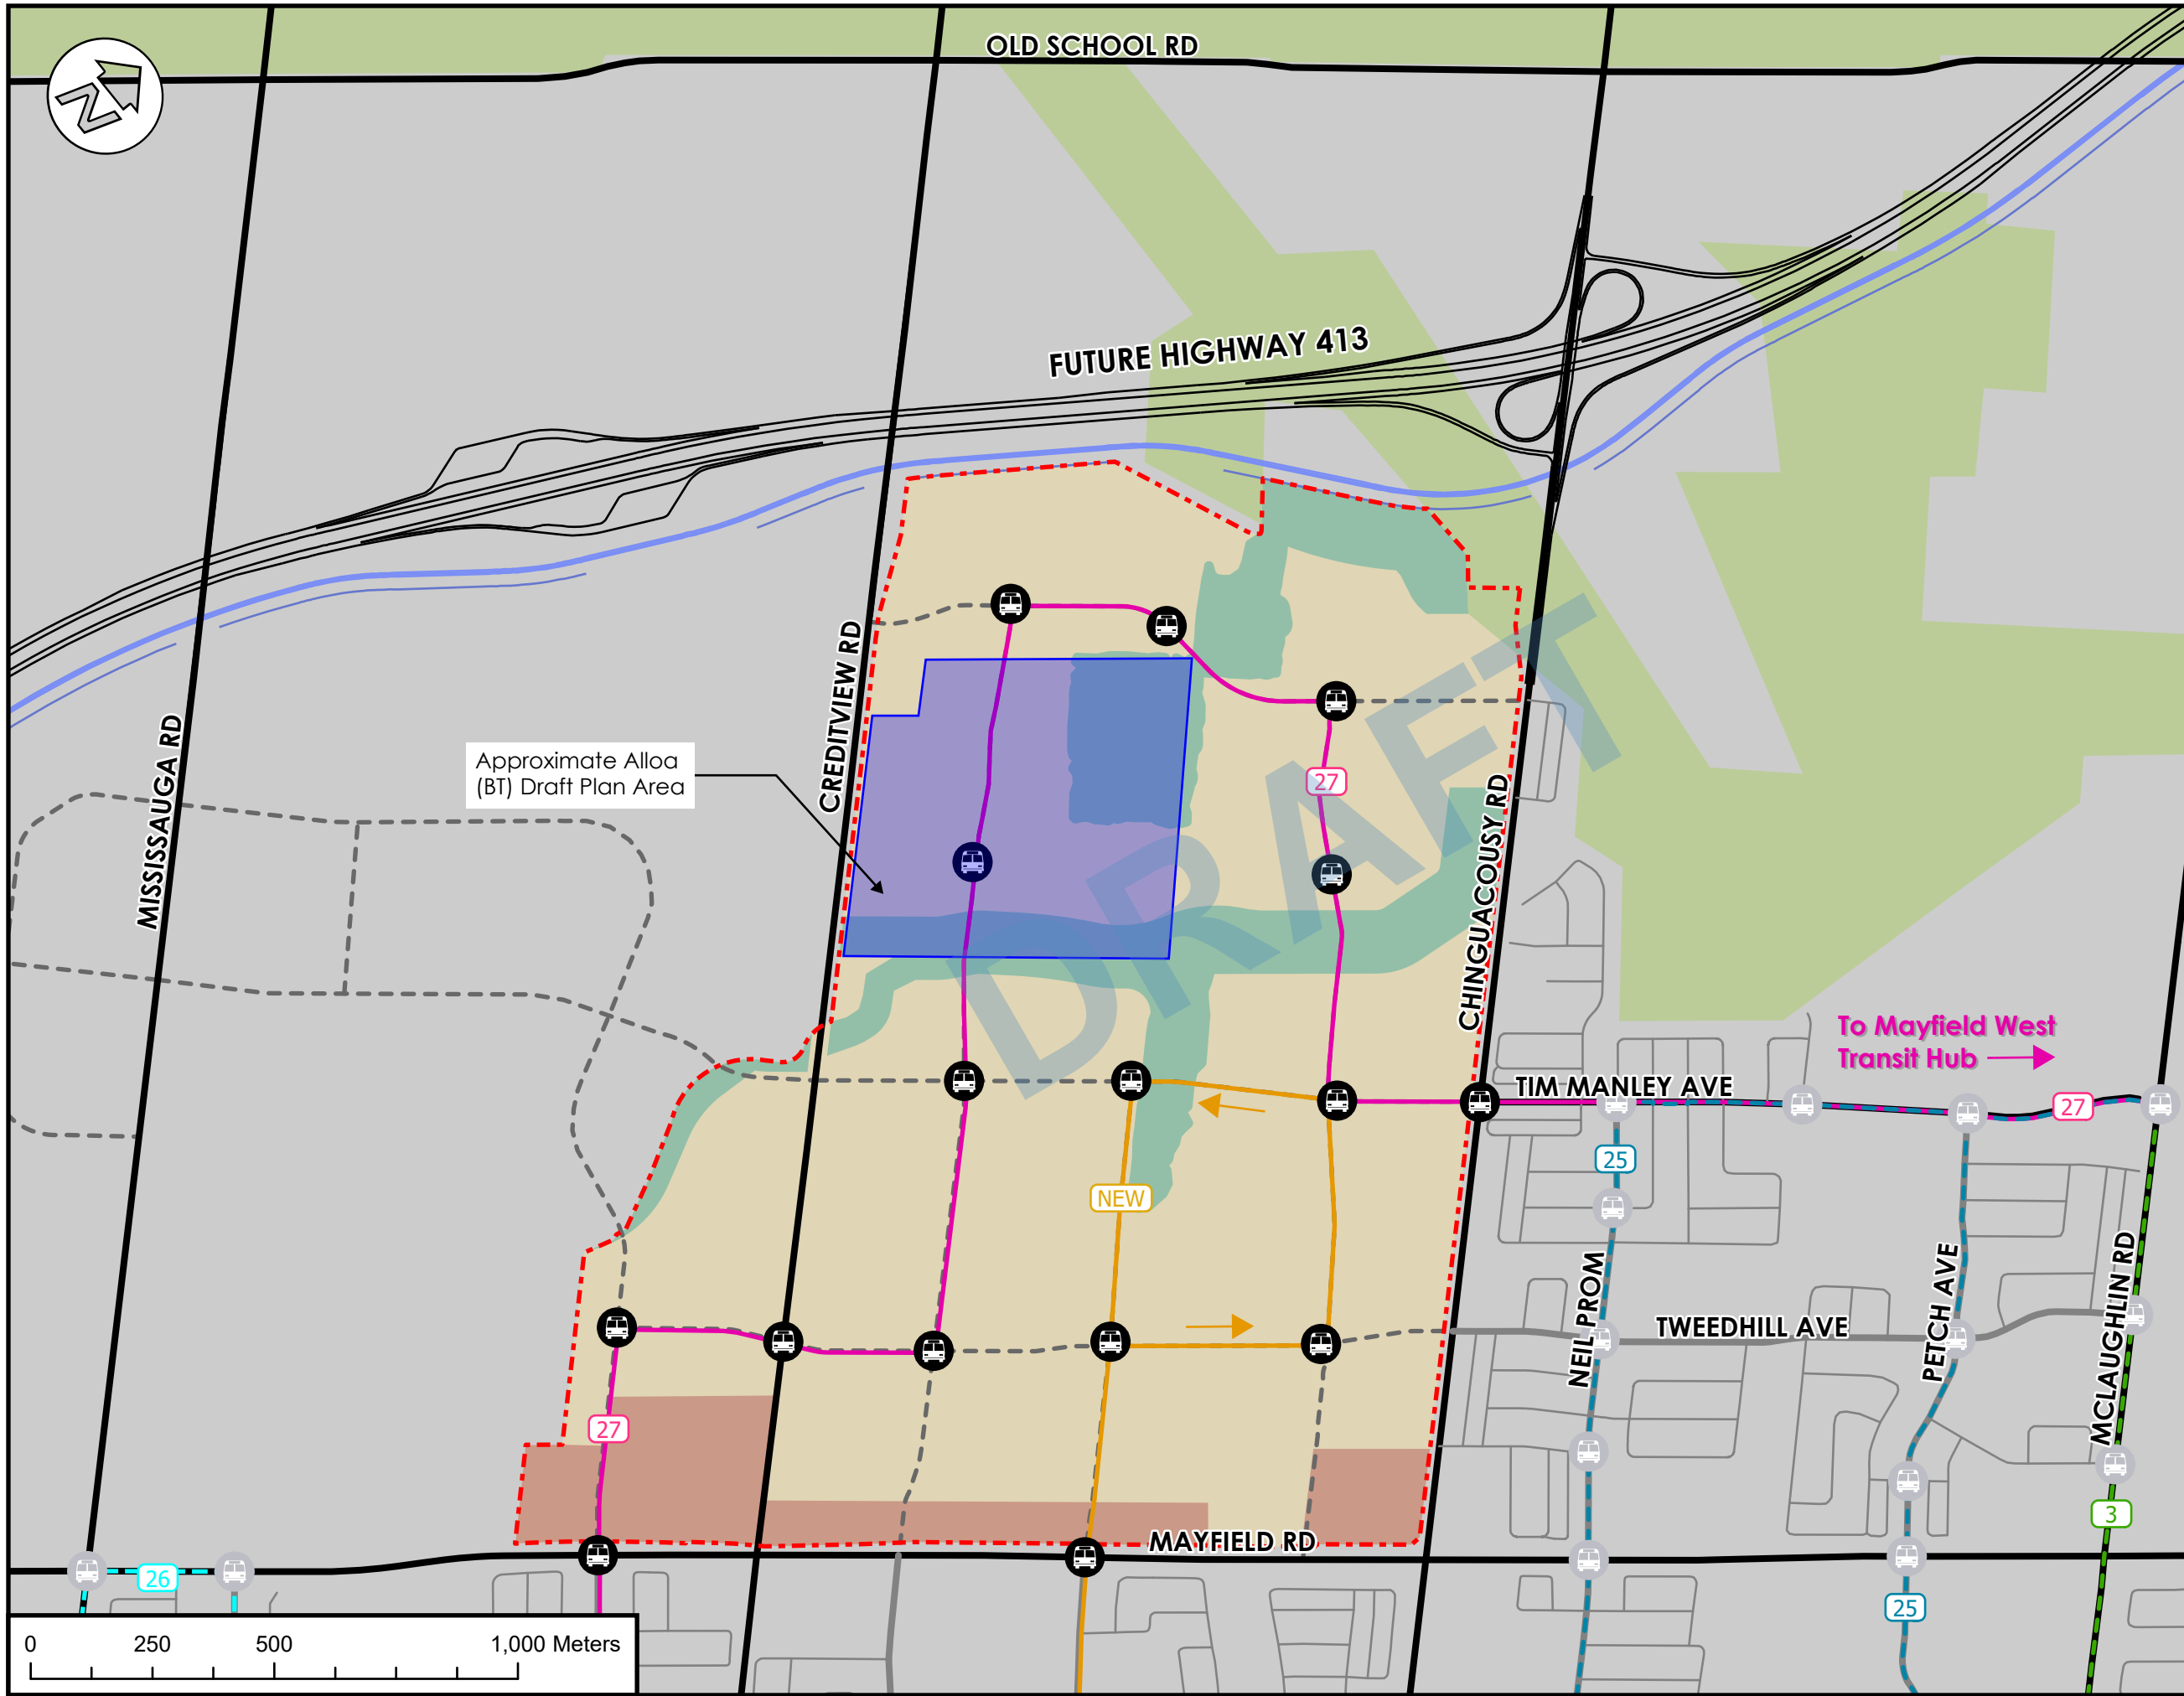 OLD SCHOOL RD
N
FUTURE HIGHWAY 413
CREDITVIEW RD
MISSISSAUGA RD
Approximate Alloa
(BT) Draft Plan Area
27
CHINGUACOUSY RD
DRAFT
To Mayfield West
Transit Hub
TIM MANLEY AVE
27
25
NEW
NEIL PROM
TWEEDHILL AVE
PETCH AVE
MCLAUGHLIN RD
27
3
MAYFIELD RD
26
25
0 250 500 1,000 Meters